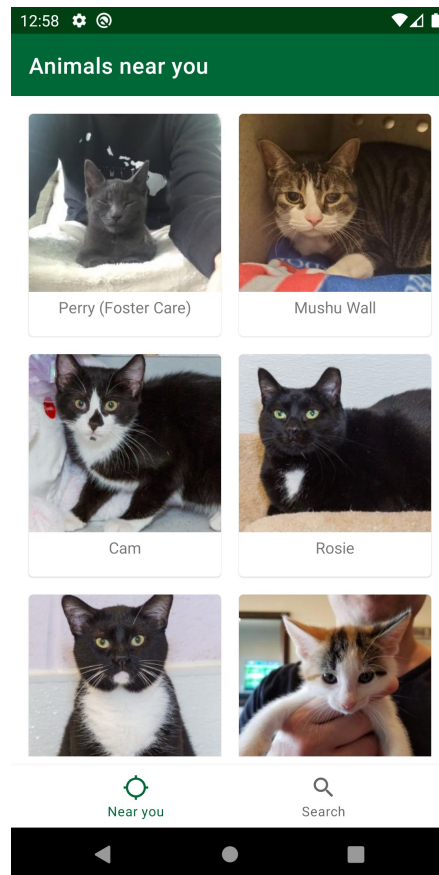 12:58
Animals near you
Perry (Foster Care)
Mushu Wall
Cam
Rosie
Near you
Search